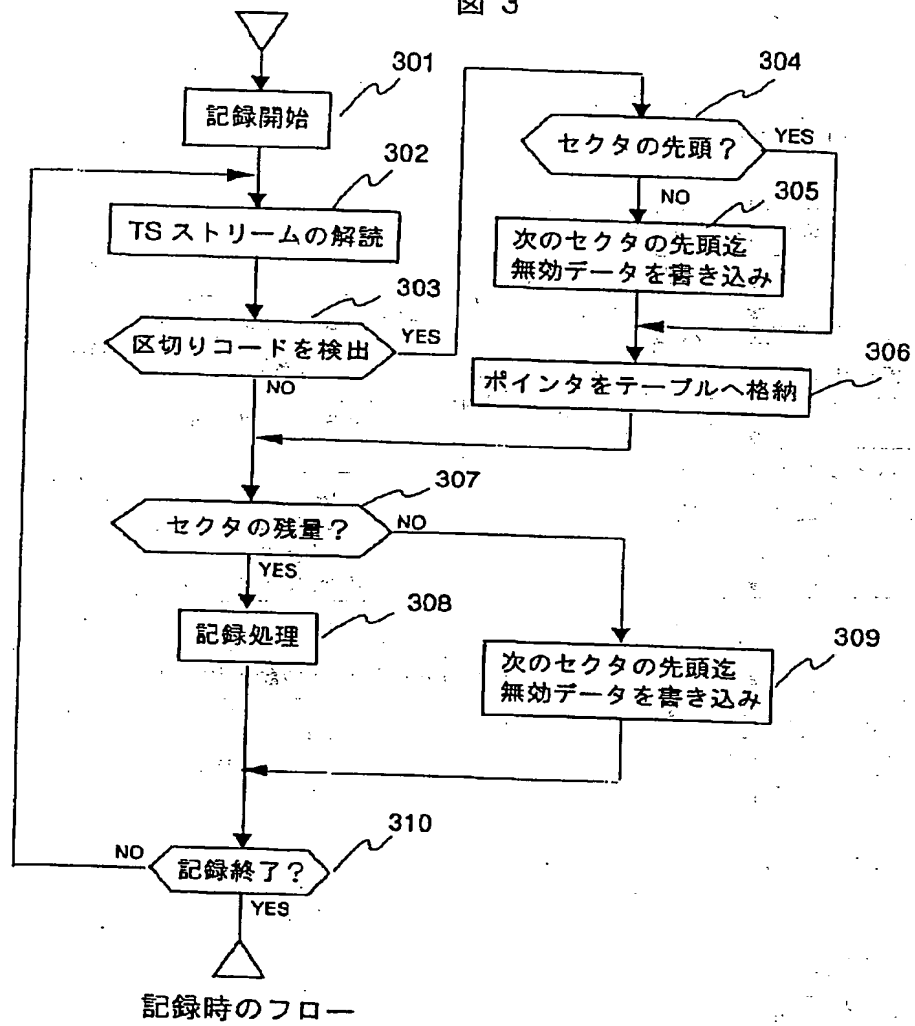 図 3
301
記録開始
302
TS ストリームの解読
303
区切りコードを検出
YES
NO
304
セクタの先頭？
YES
NO
305
次のセクタの先頭迄
無効データを書き込み
306
ポインタをテーブルへ格納
307
セクタの残量？
NO
YES
308
記録処理
309
次のセクタの先頭迄
無効データを書き込み
310
記録終了？
NO
YES
記録時のフロー